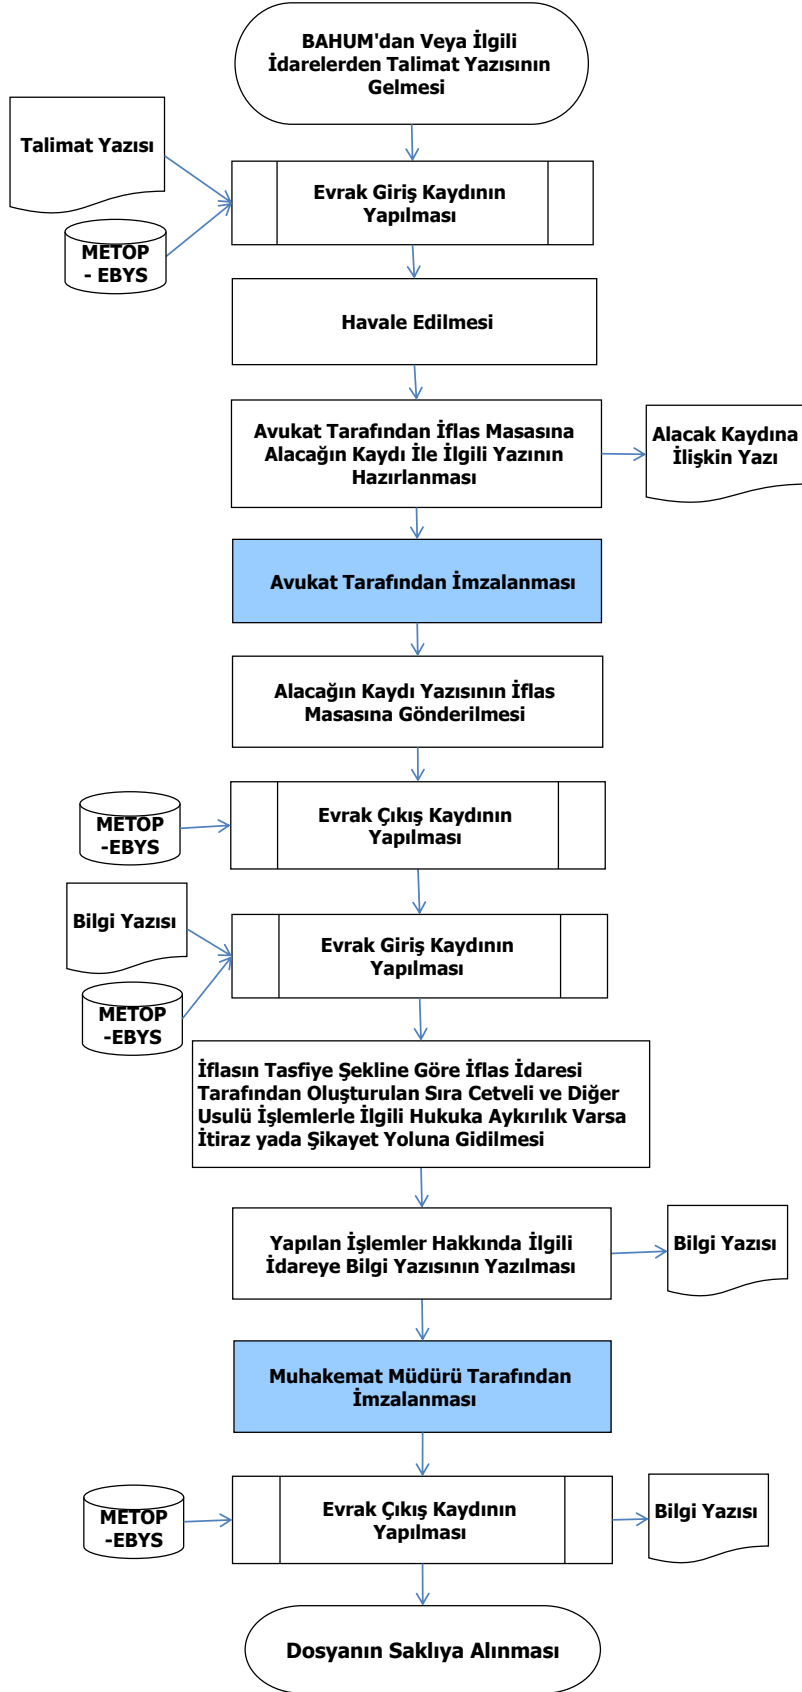 BAHUM'dan Veya İlgili
İdarelerden Talimat Yazısının
Gelmesi
Talimat Yazısı
Evrak Giriş Kaydının
Yapılması
METOP
- EBYS
Havale Edilmesi
Avukat Tarafından İflas Masasına
Alacağın Kaydı İle İlgili Yazının
Hazırlanması
Alacak Kaydına
İlişkin Yazı
Avukat Tarafından İmzalanması
Alacağın Kaydı Yazısının İflas
Masasına Gönderilmesi
METOP
-EBYS
Evrak Çıkış Kaydının
Yapılması
Bilgi Yazısı
Evrak Giriş Kaydının
Yapılması
METOP
-EBYS
İflasın Tasfiye Şekline Göre İflas İdaresi
Tarafından Oluşturulan Sıra Cetveli ve Diğer
Usulü İşlemlerle İlgili Hukuka Aykırılık Varsa
İtiraz yada Şikayet Yoluna Gidilmesi
Yapılan İşlemler Hakkında İlgili
İdareye Bilgi Yazısının Yazılması
Bilgi Yazısı
Muhakemat Müdürü Tarafından
İmzalanması
METOP
-EBYS
Evrak Çıkış Kaydının
Yapılması
Bilgi Yazısı
Dosyanın Saklıya Alınması